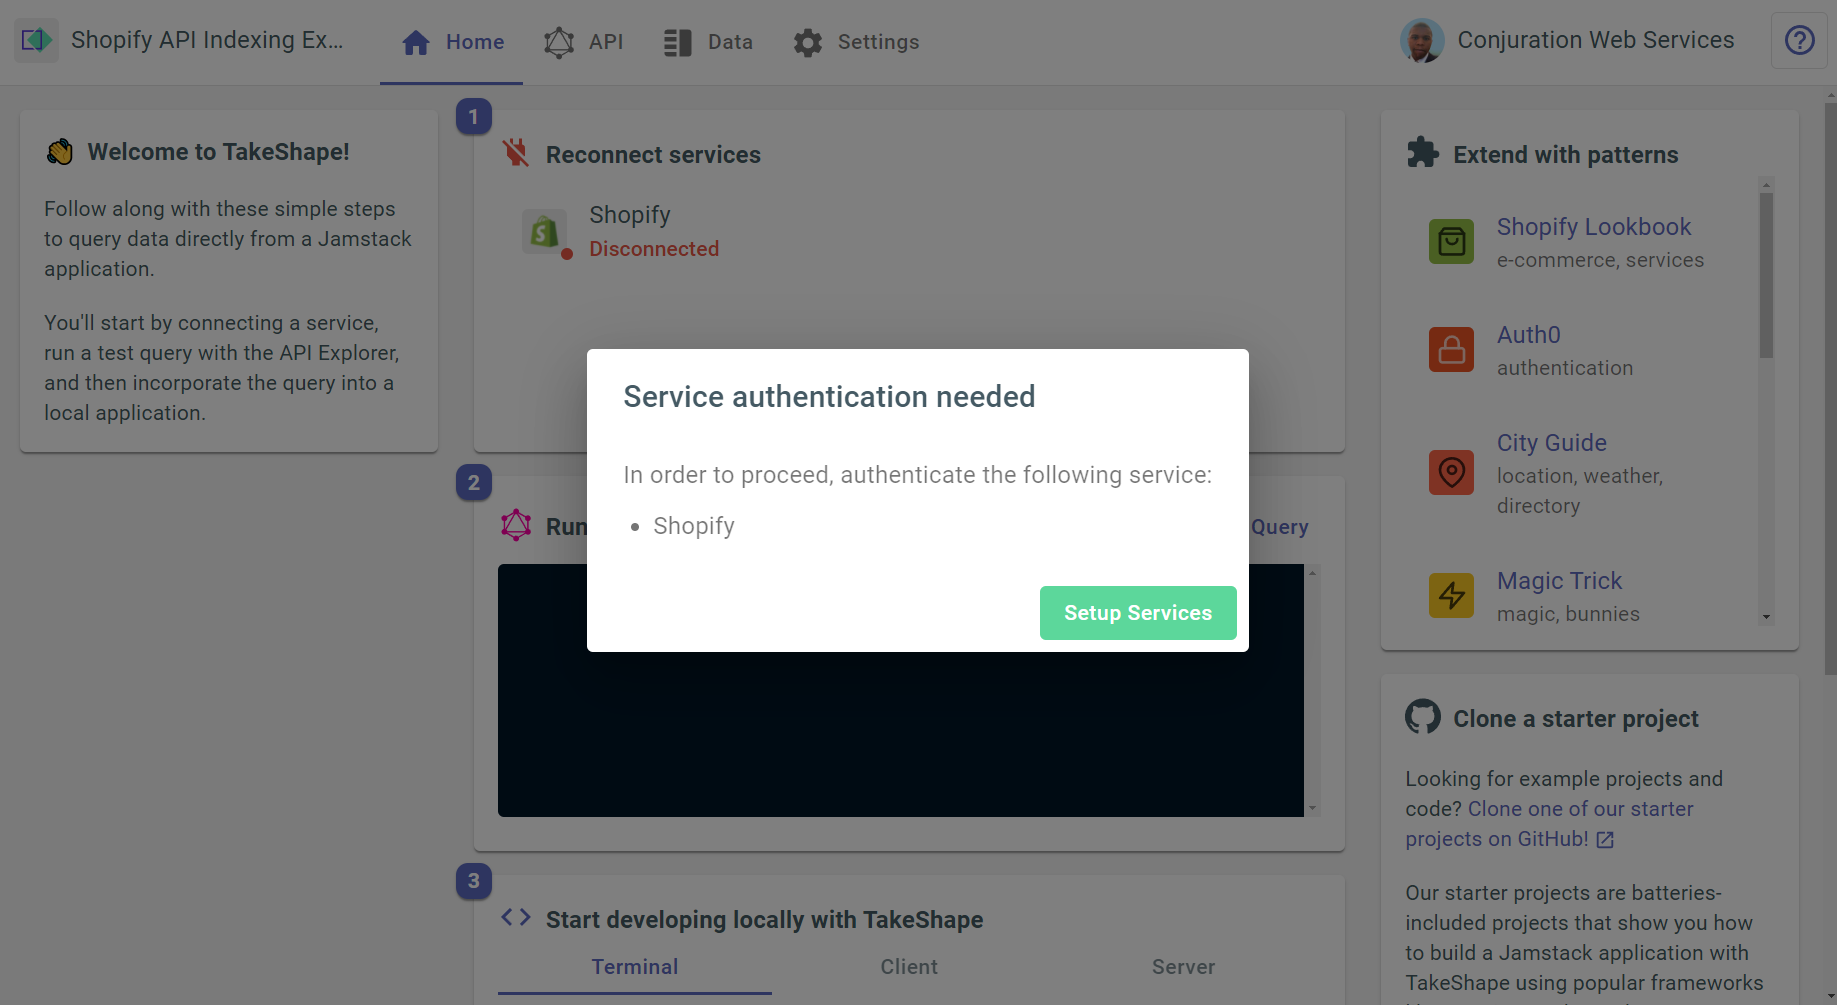 Shopify API Indexing Ex...
Home
API
Data
Settings
Conjuration Web Services
Welcome to TakeShape!
Follow along with these simple steps
to query data directly from a Jamstack
application.
You'll start by connecting a service,
run a test query with the API Explorer,
and then incorporate the query into a
local application.
1
Reconnect services
Shopify
Disconnected
Service authentication needed
In order to proceed, authenticate the following service:
• Shopify
Setup Services
2
Run
Query
3
Start developing locally with TakeShape
Terminal
Client
Server
Extend with patterns
Shopify Lookbook
e-commerce, services
Auth0
authentication
City Guide
location, weather,
directory
Magic Trick
magic, bunnies
Clone a starter project
Looking for example projects and
code? Clone one of our starter
projects on GitHub!
Our starter projects are batteries-
included projects that show you how
to build a Jamstack application with
TakeShape using popular frameworks